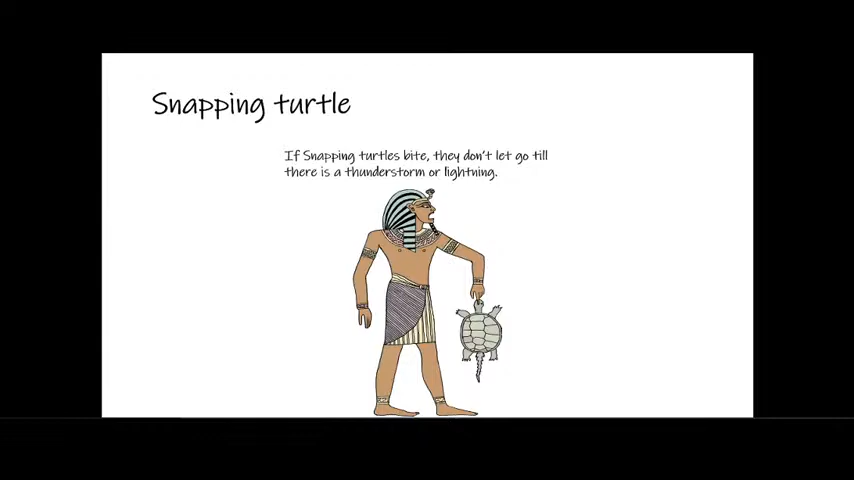 Snapping turtle
If Snapping turtles bite, they don't let go till
there is a thunderstorm or lightning.